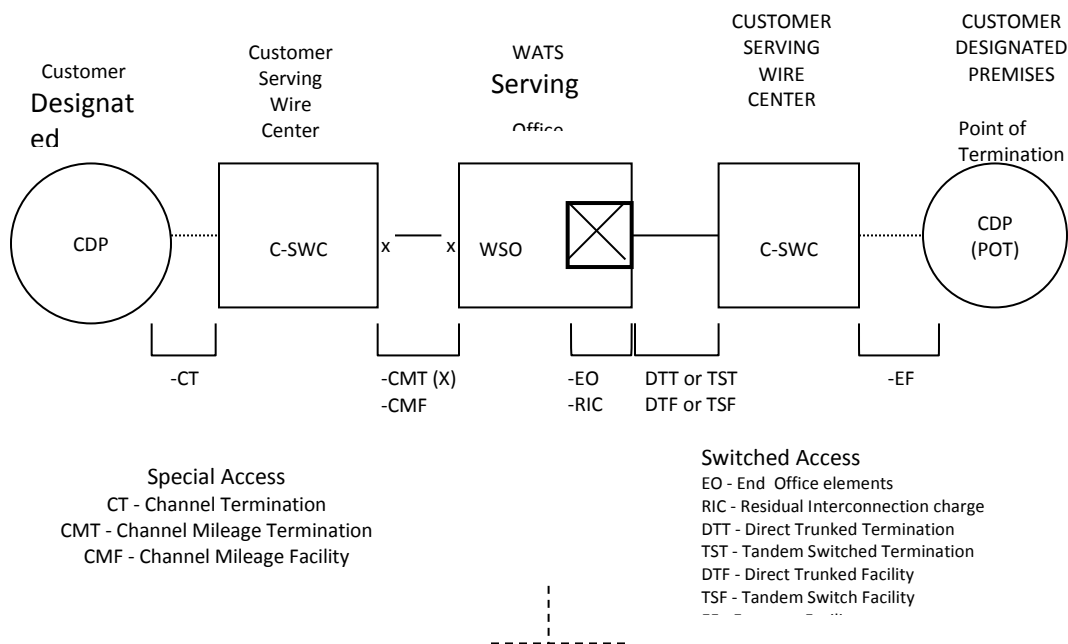 Customer
Designat
ed
Customer
Serving
Wire
Center
WATS
Serving
Office
CUSTOMER
SERVING
WIRE
CENTER
CUSTOMER
DESIGNATED
PREMISES
Point of
Termination
CDP
C-SWC
x
x
WSO
C-SWC
CDP
(POT)
-CT
-CMT (X)
-CMF
-EO
-RIC
DTT or TST
DTF or TSF
-EF
Special Access
CT - Channel Termination
CMT - Channel Mileage Termination
CMF - Channel Mileage Facility
Switched Access
EO - End Office elements
RIC - Residual Interconnection charge
DTT - Direct Trunked Termination
TST - Tandem Switched Termination
DTF - Direct Trunked Facility
TSF - Tandem Switch Facility